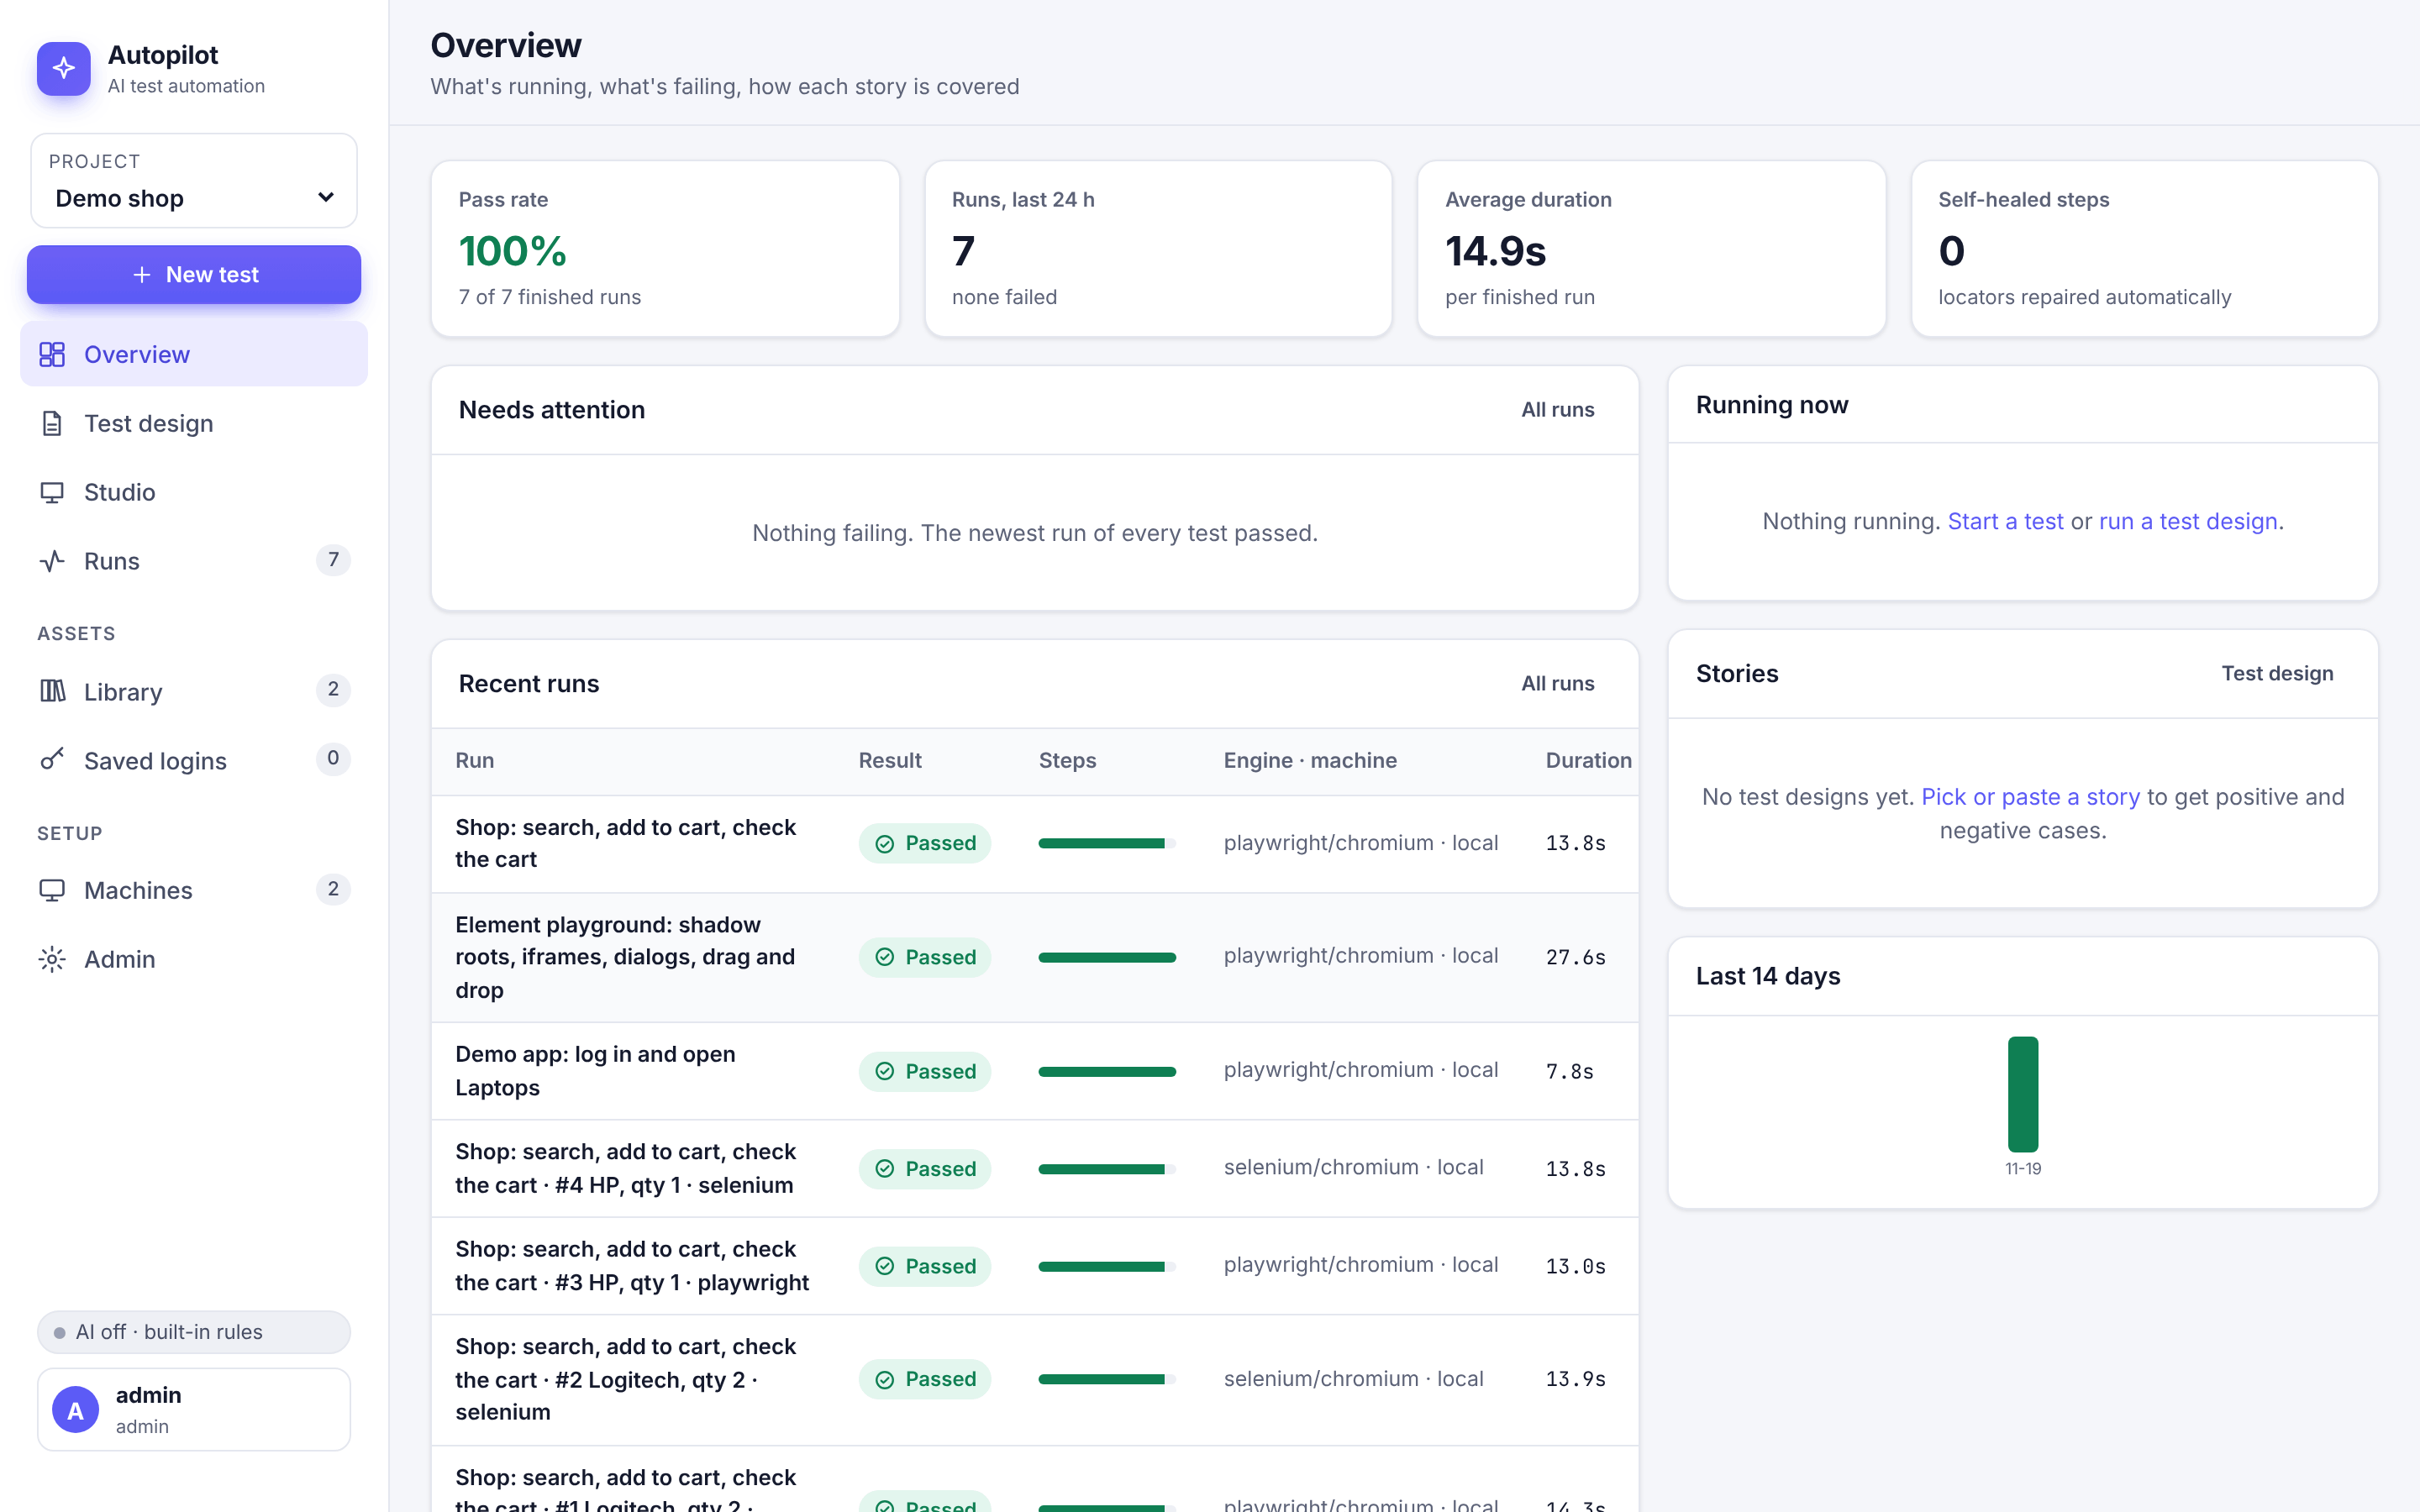 Autopilot
AI test automation
PROJECT
Demo shop
New test
Overview
Test design
Studio
Runs 7
ASSETS
Library 2
Saved logins 0
SETUP
Machines 2
Admin
AI off · built-in rules
A
admin
admin
Overview
What's running, what's failing, how each story is covered
Pass rate
100%
7 of 7 finished runs
Runs, last 24 h
7
none failed
Average duration
14.9s
per finished run
Self-healed steps
0
locators repaired automatically
Needs attention All runs
Nothing failing. The newest run of every test passed.
Recent runs All runs
Run Result Steps Engine · machine Duration
Shop: search, add to cart, check
the cart
Passed playwright/chromium · local 13.8s
Element playground: shadow
roots, iframes, dialogs, drag and
drop
Passed playwright/chromium · local 27.6s
Demo app: log in and open
Laptops
Passed playwright/chromium · local 7.8s
Shop: search, add to cart, check
the cart · #4 HP, qty 1 · selenium
Passed selenium/chromium · local 13.8s
Shop: search, add to cart, check
the cart · #3 HP, qty 1 · playwright
Passed playwright/chromium · local 13.0s
Shop: search, add to cart, check
the cart · #2 Logitech, qty 2 ·
selenium
Passed selenium/chromium · local 13.9s
Shop: search, add to cart, check
the cart · #1 Logitech, qty 2 ·
Passed playwright/chromium · local 14.3s
Running now
Nothing running. Start a test or run a test design.
Stories Test design
No test designs yet. Pick or paste a story to get positive and
negative cases.
Last 14 days
11-19